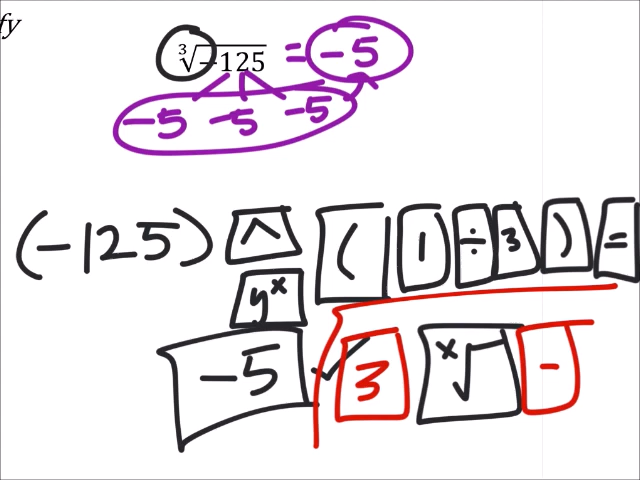 fy
∛-125 = -5
-5 -5 -5
(-125) ^ ( 1 ÷ 3 ) =
yˣ
-5 ✓ 3 ˣ√ -